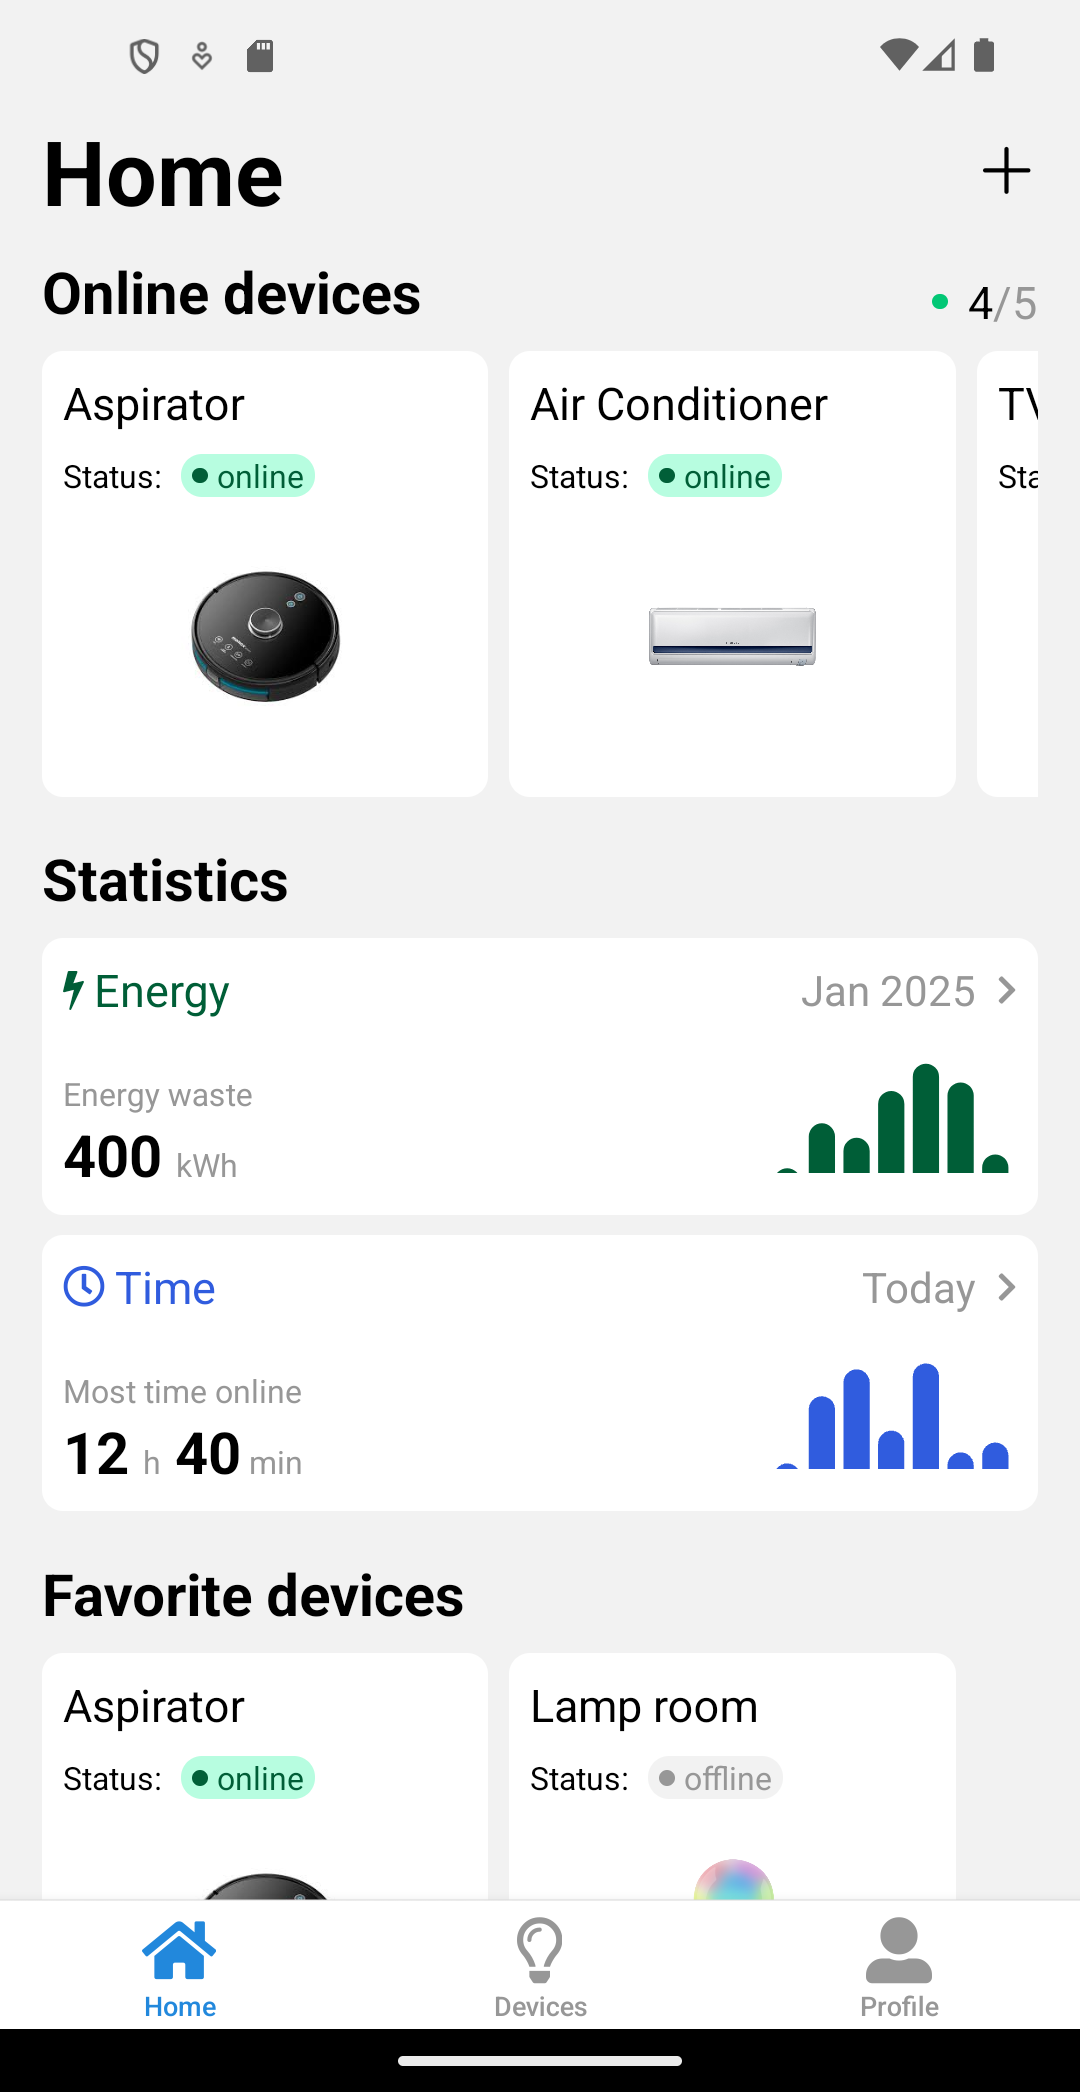 Home
Online devices
4/5
Aspirator
Status: online
Air Conditioner
Status: online
TV
Sta
Statistics
Energy
Jan 2025
Energy waste
400 kWh
Time
Today
Most time online
12 h 40 min
Favorite devices
Aspirator
Status: online
Lamp room
Status: offline
Home
Devices
Profile